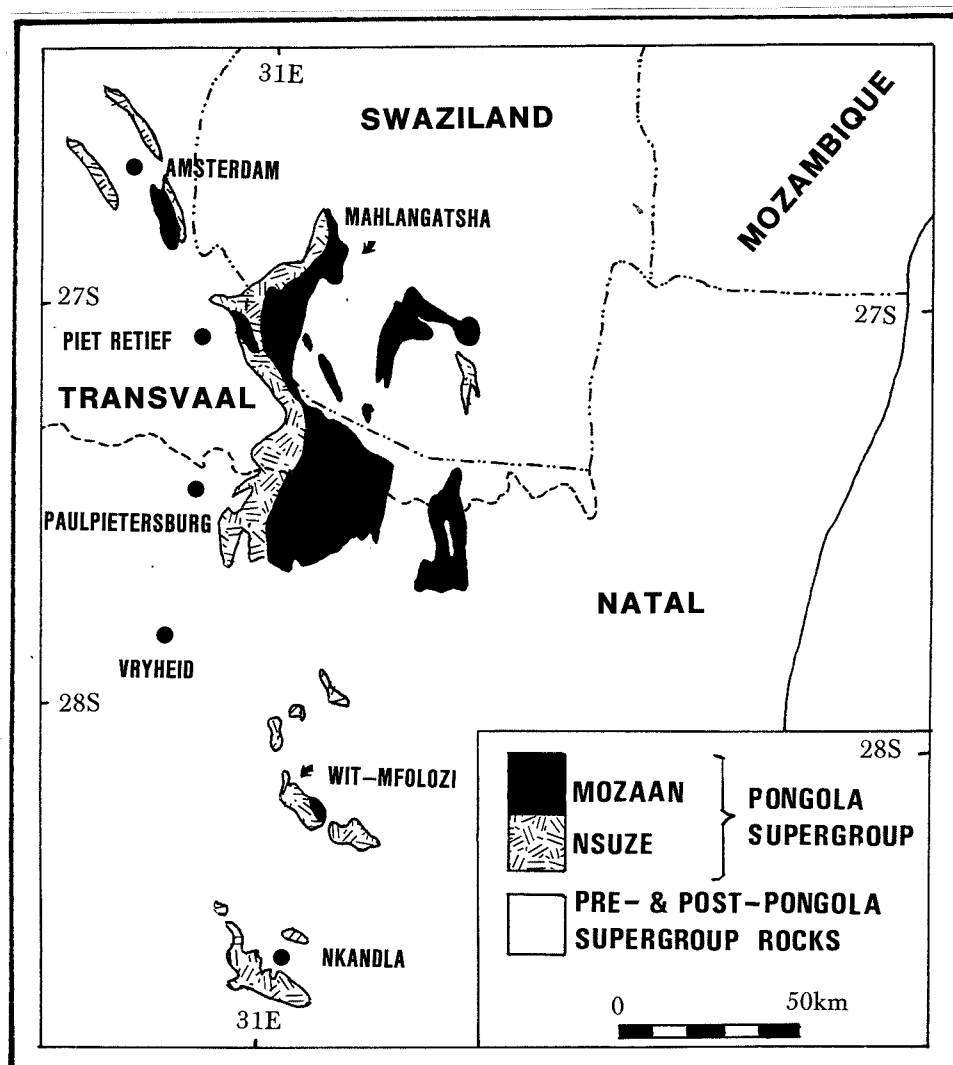 31E
SWAZILAND
MOZAMBIQUE
AMSTERDAM
MAHLANGATSHA
27S
27S
PIET RETIEF
TRANSVAAL
PAULPIETERSBURG
NATAL
VRYHEID
28S
28S
WIT-MFOLOZI
MOZAAN
NSUZE
PONGOLA
SUPERGROUP
PRE- & POST-PONGOLA
SUPERGROUP ROCKS
NKANDLA
0 50km
31E